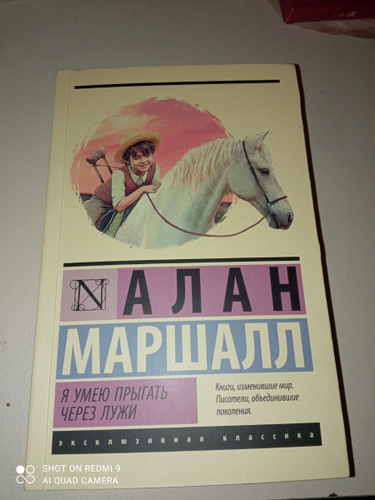 АЛАН
МАРШАЛЛ
Я УМЕЮ ПРЫГАТЬ
ЧЕРЕЗ ЛУЖИ
Книги, изменившие мир.
Писатели, объединившие
поколения.
эксклюзивная классика
SHOT ON REDMI 9
AI QUAD CAMERA